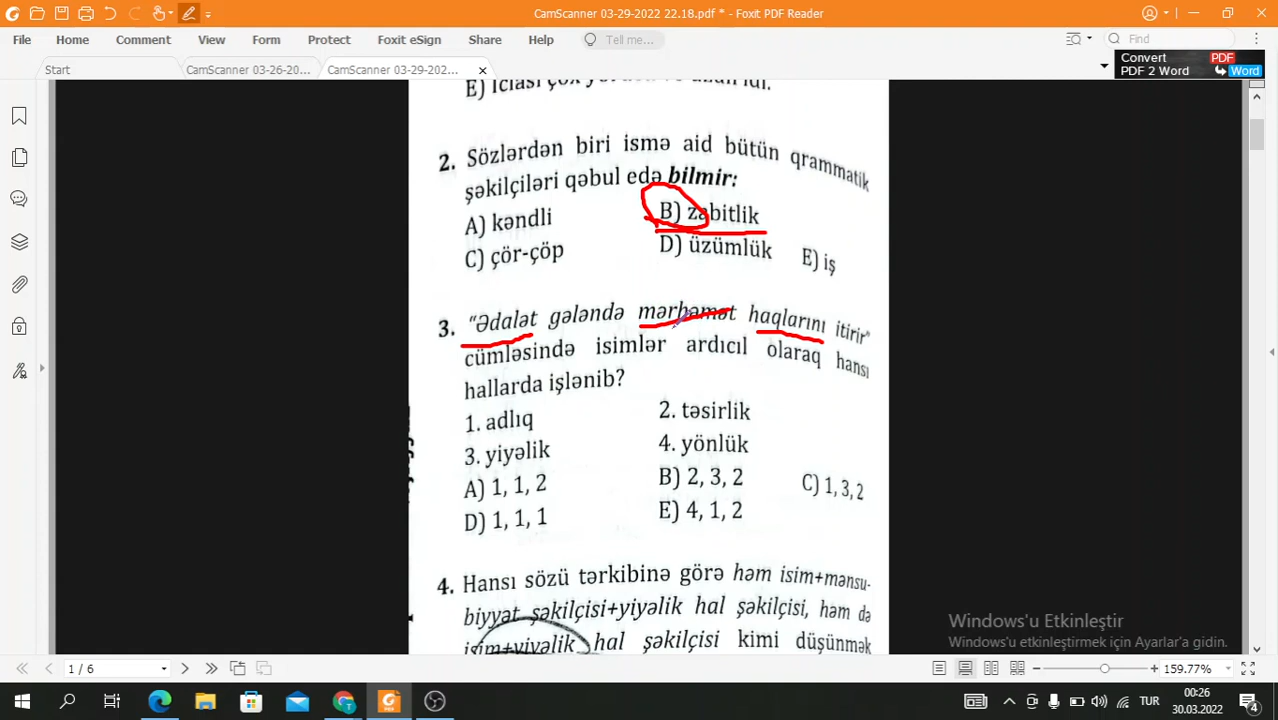 CamScanner 03-29-2022 22.18.pdf * - Foxit PDF Reader
File Home Comment View Form Protect Foxit eSign Share Help Tell me... Find
Start CamScanner 03-26-20... CamScanner 03-29-202...
Convert PDF
PDF 2 Word Word
2. Sözlərdən biri ismə aid bütün qrammatik
şəkilçiləri qəbul edə bilmir:
A) kəndli B) zabitlik
C) çör-çöp D) üzümlük E) iş
3. "Ədalət gələndə mərhəmət haqlarını itirir"
cümləsində isimlər ardıcıl olaraq hansı
hallarda işlənib?
1. adlıq 2. təsirlik
3. yiyəlik 4. yönlük
A) 1, 1, 2 B) 2, 3, 2 C) 1, 3, 2
D) 1, 1, 1 E) 4, 1, 2
4. Hansı sözü tərkibinə görə həm isim+mənsu-
biyyət şəkilçisi+yiyəlik hal şəkilçisi, həm də
isim+yiyəlik hal şəkilçisi kimi düşünmək
Windows'u Etkinleştir
Windows'u etkinleştirmek için Ayarlar'a gidin.
1 / 6 159.77%
TUR 00:26
30.03.2022 4